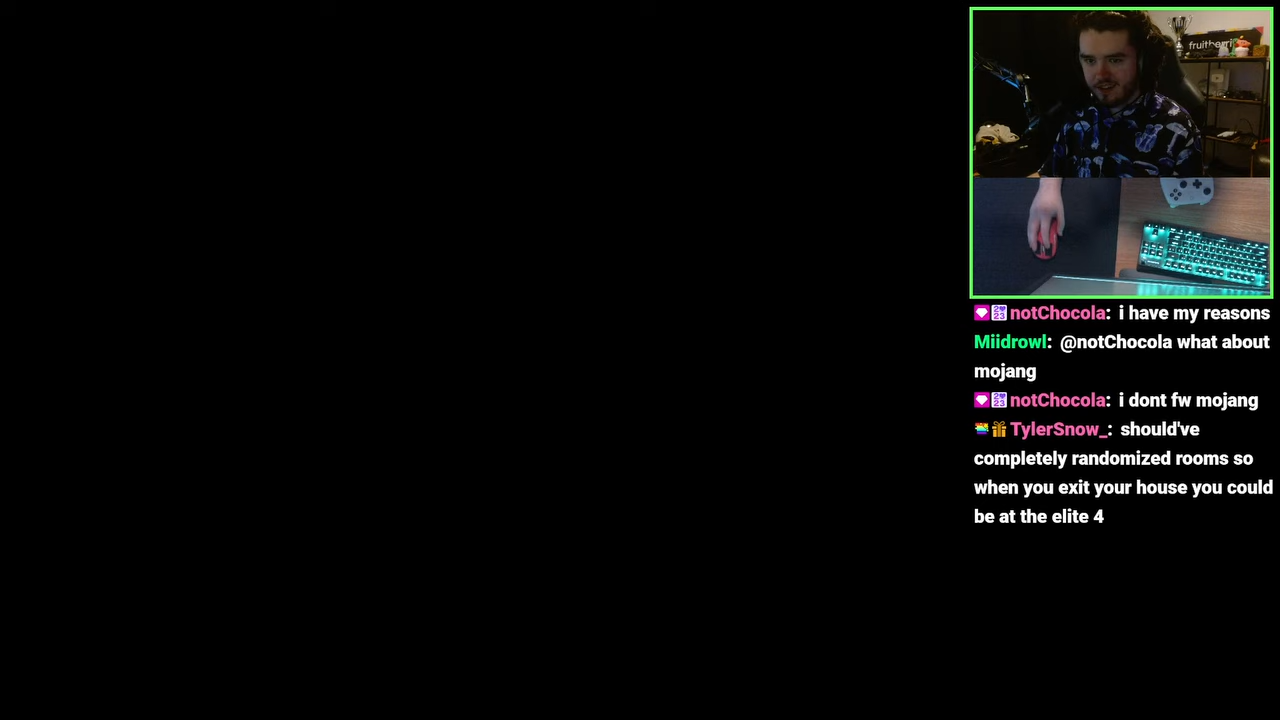 fruitberri
notChocola: i have my reasons
Miidrowl: @notChocola what about
mojang
notChocola: i dont fw mojang
TylerSnow_: should've
completely randomized rooms so
when you exit your house you could
be at the elite 4